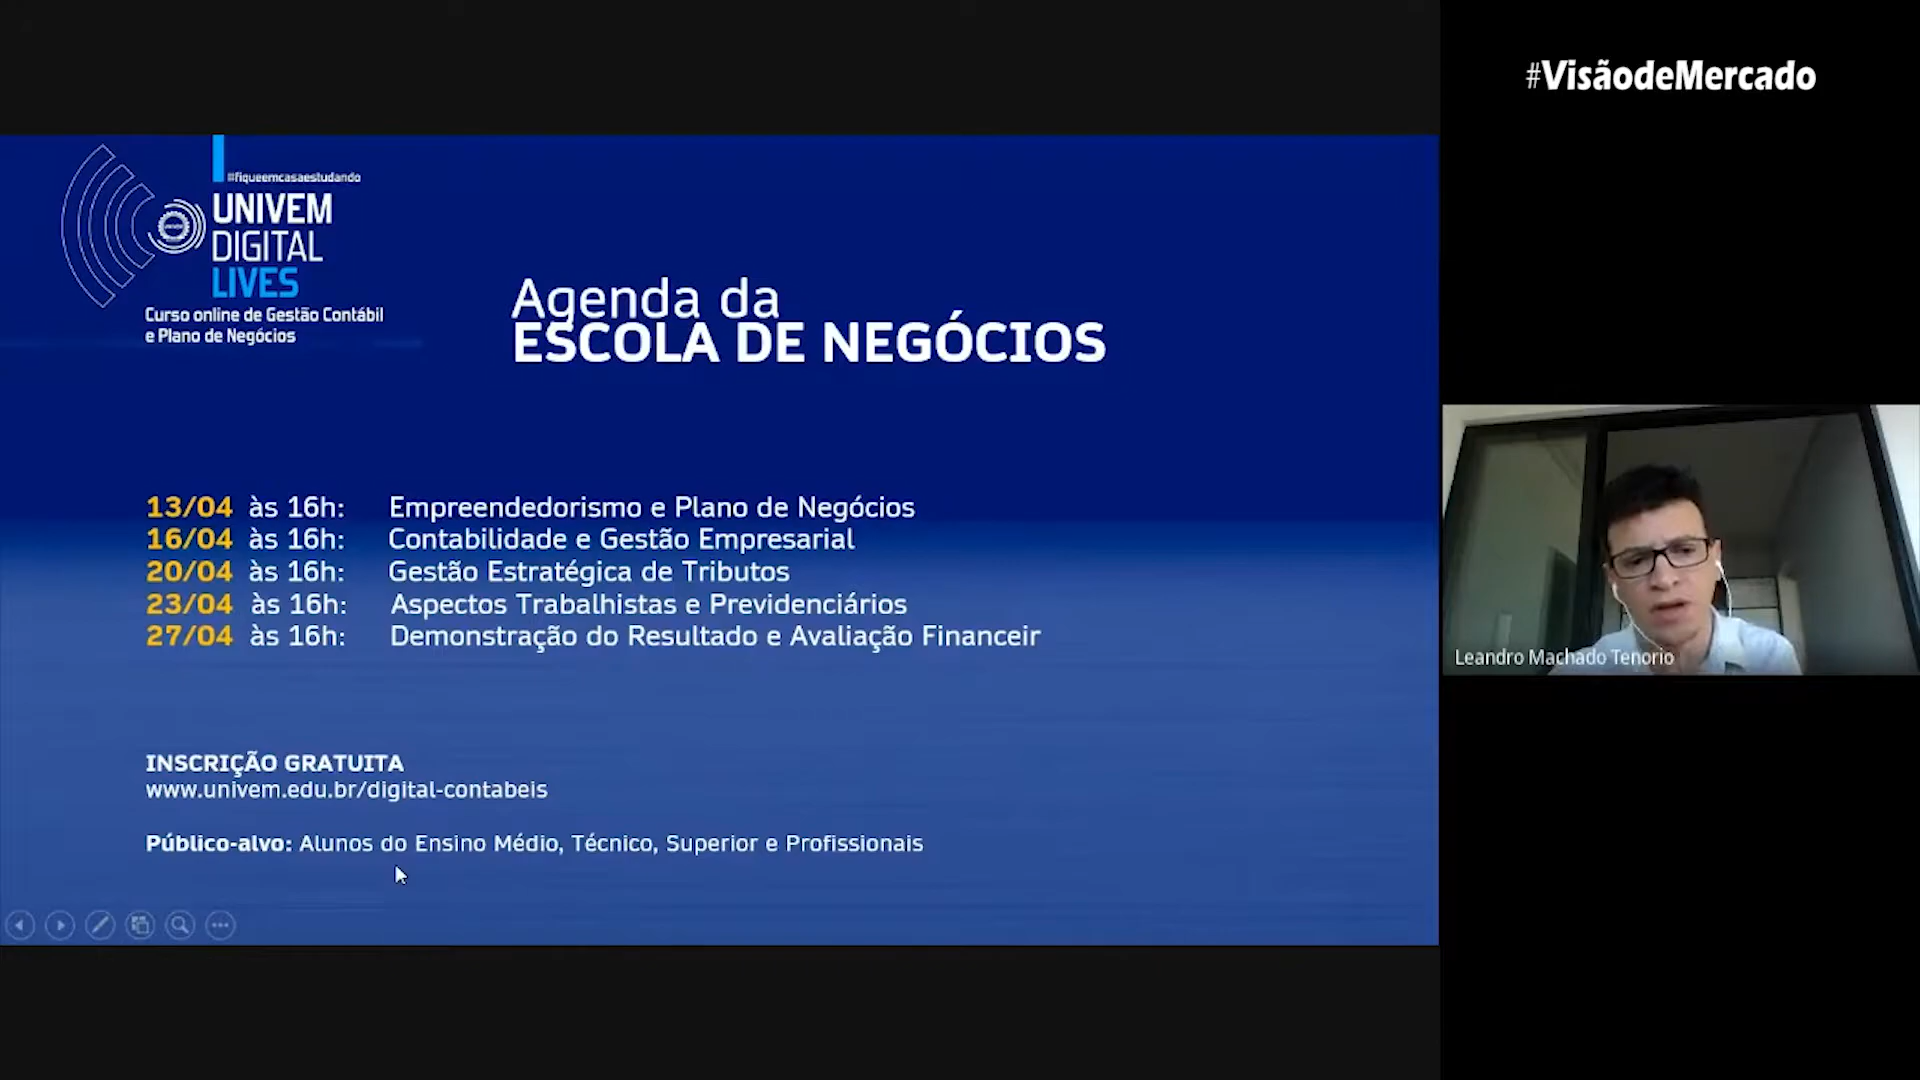 #VisãodeMercado
#fiqueemcasaestudando
UNIVEM
DIGITAL
LIVES
Curso online de Gestão Contábil
e Plano de Negócios
Agenda da
ESCOLA DE NEGÓCIOS
13/04 às 16h: Empreendedorismo e Plano de Negócios
16/04 às 16h: Contabilidade e Gestão Empresarial
20/04 às 16h: Gestão Estratégica de Tributos
23/04 às 16h: Aspectos Trabalhistas e Previdenciários
27/04 às 16h: Demonstração do Resultado e Avaliação Financeir
INSCRIÇÃO GRATUITA
www.univem.edu.br/digital-contabeis
Público-alvo: Alunos do Ensino Médio, Técnico, Superior e Profissionais
Leandro Machado Tenorio